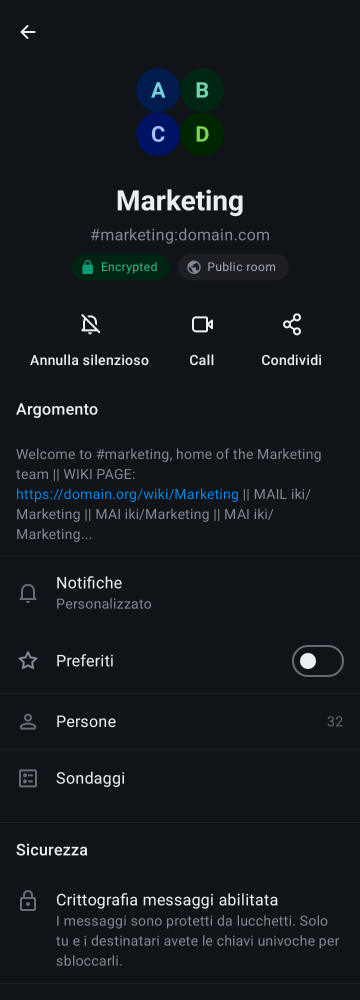 A B
C D
Marketing
#marketing:domain.com
Encrypted Public room
Annulla silenzioso Call Condividi
Argomento
Welcome to #marketing, home of the Marketing
team || WIKI PAGE:
https://domain.org/wiki/Marketing || MAIL iki/
Marketing || MAI iki/Marketing || MAI iki/
Marketing...
Notifiche
Personalizzato
Preferiti
Persone 32
Sondaggi
Sicurezza
Crittografia messaggi abilitata
I messaggi sono protetti da lucchetti. Solo
tu e i destinatari avete le chiavi univoche per
sbloccarli.